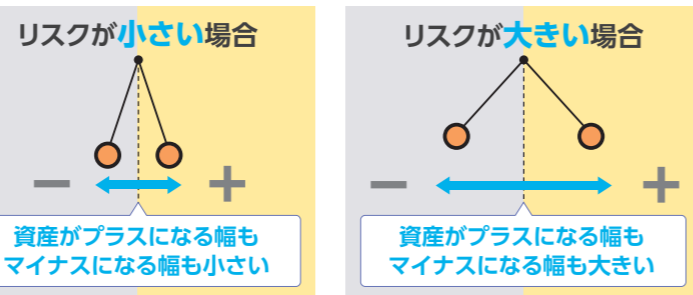 リスクが小さい場合
− +
資産がプラスになる幅も
マイナスになる幅も小さい
リスクが大きい場合
− +
資産がプラスになる幅も
マイナスになる幅も大きい